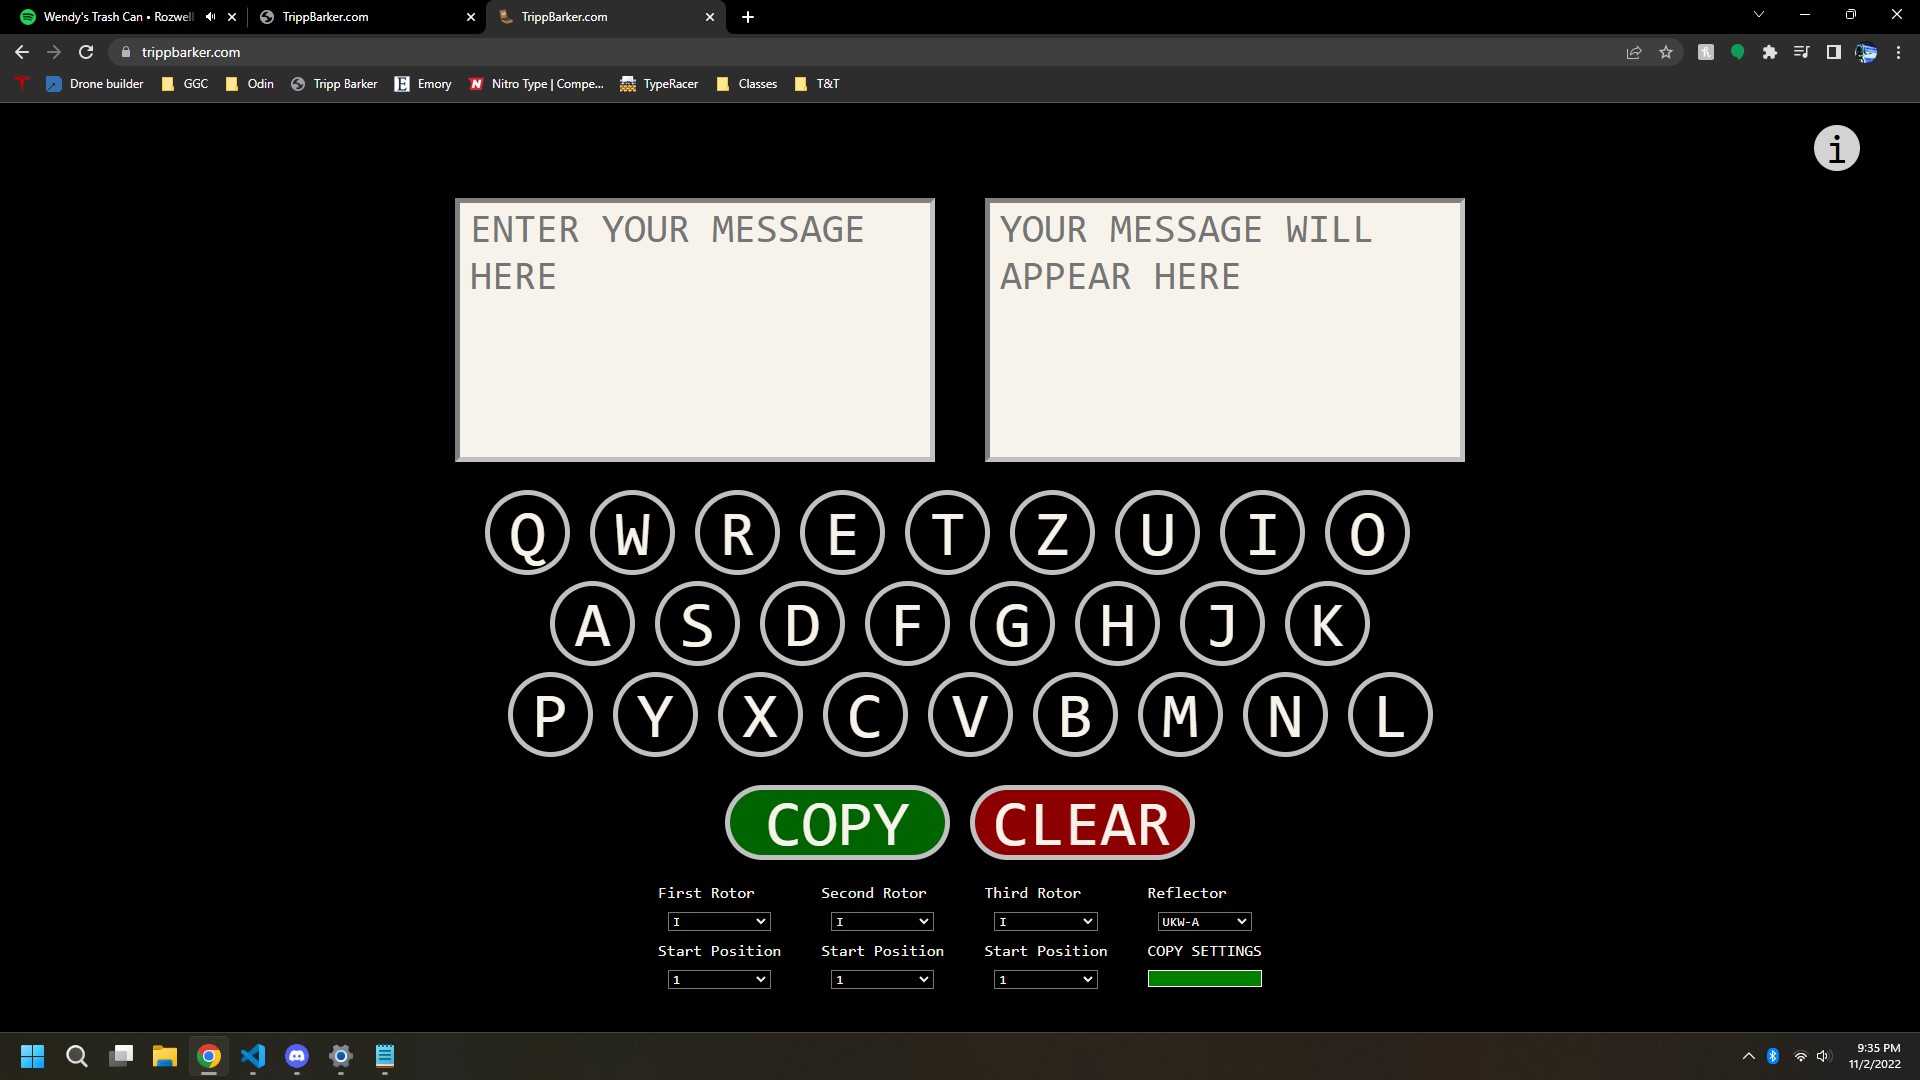 Wendy's Trash Can • Rozwell
TrippBarker.com
TrippBarker.com
trippbarker.com
Drone builder
GGC
Odin
Tripp Barker
E Emory
N Nitro Type | Compe...
TypeRacer
Classes
T&T
i
ENTER YOUR MESSAGE
HERE
YOUR MESSAGE WILL
APPEAR HERE
Q W R E T Z U I O
A S D F G H J K
P Y X C V B M N L
COPY CLEAR
First Rotor Second Rotor Third Rotor Reflector
I I I UKW-A
Start Position Start Position Start Position COPY SETTINGS
1 1 1
9:35 PM
11/2/2022